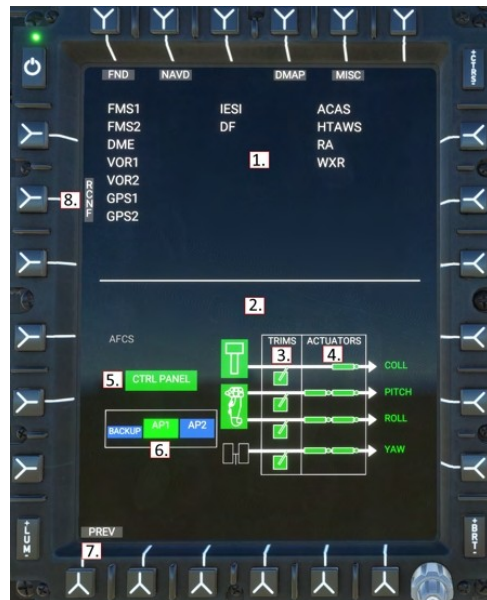 FND NAVD DMAP MISC
+CTRS-
FMS1 IESI ACAS
FMS2 DF HTAWS
DME RA
VOR1 WXR
VOR2 1.
8. RCNF GPS1
GPS2
2.
AFCS TRIMS ACTUATORS
3. 4.
COLL
5. CTRL PANEL
PITCH
BACKUP AP1 AP2 ROLL
6.
YAW
+LUM- +BRT-
PREV
7.